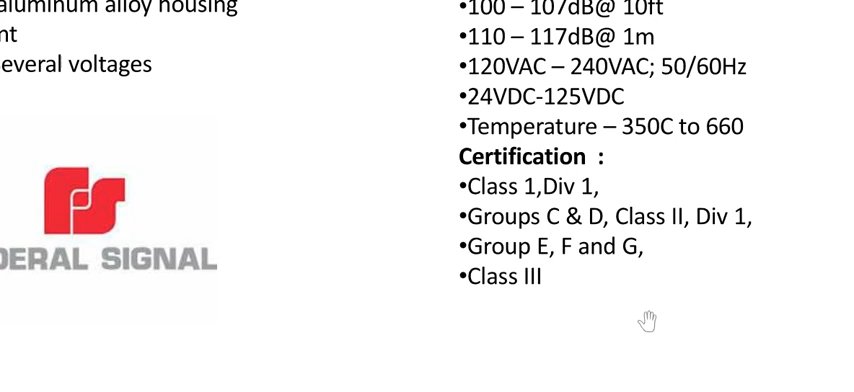 aluminum alloy housing
nt
everal voltages
DERAL SIGNAL
•100 – 107dB@ 10ft
•110 – 117dB@ 1m
•120VAC – 240VAC; 50/60Hz
•24VDC-125VDC
•Temperature – 350C to 660
Certification :
•Class 1,Div 1,
•Groups C & D, Class II, Div 1,
•Group E, F and G,
•Class III